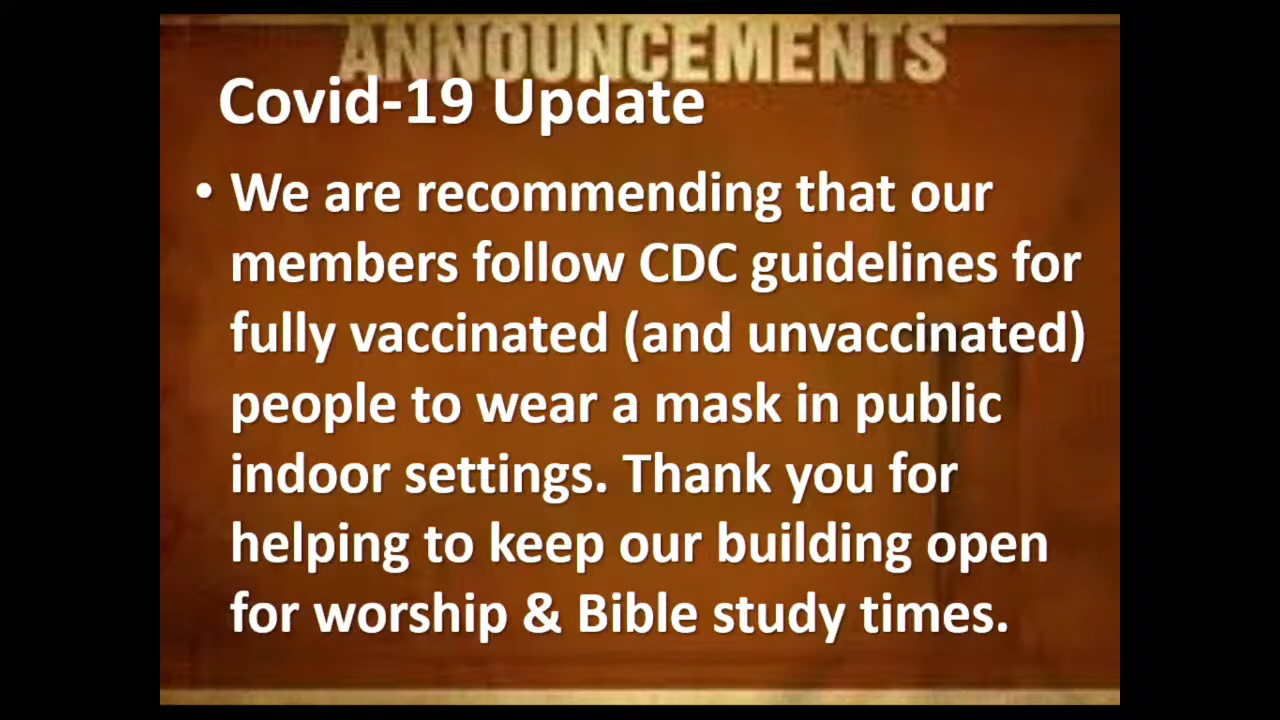 ANNOUNCEMENTS
Covid-19 Update
• We are recommending that our
members follow CDC guidelines for
fully vaccinated (and unvaccinated)
people to wear a mask in public
indoor settings. Thank you for
helping to keep our building open
for worship & Bible study times.